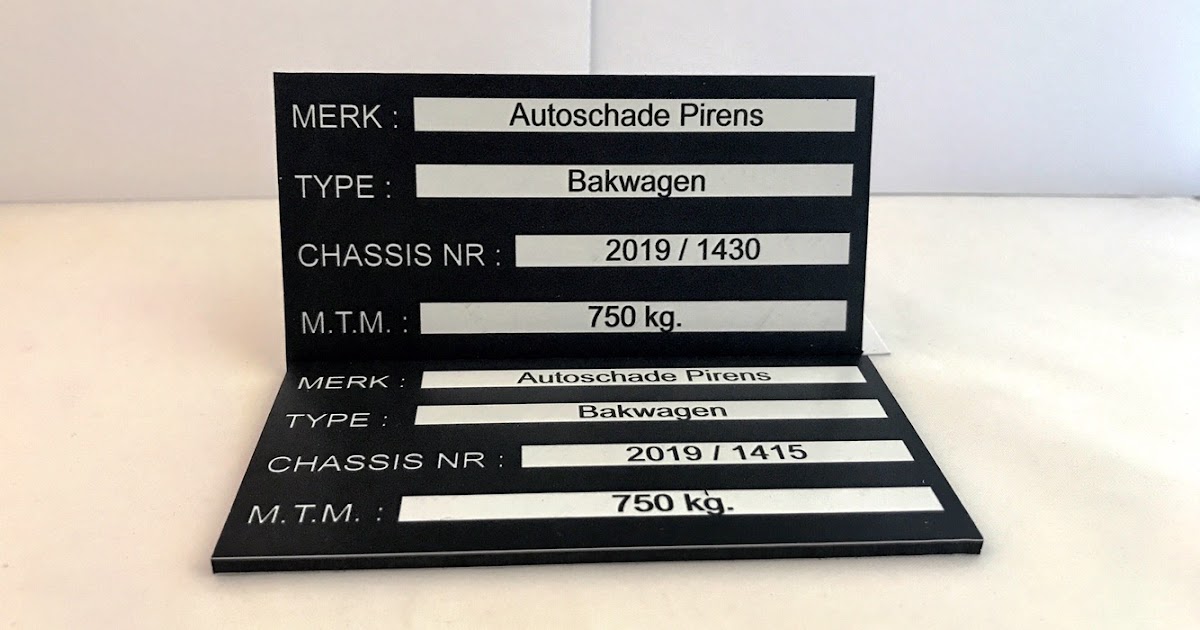 MERK : Autoschade Pirens
TYPE : Bakwagen
CHASSIS NR : 2019 / 1430
M.T.M. : 750 kg.
MERK : Autoschade Pirens
TYPE : Bakwagen
CHASSIS NR : 2019 / 1415
M.T.M. : 750 kg.